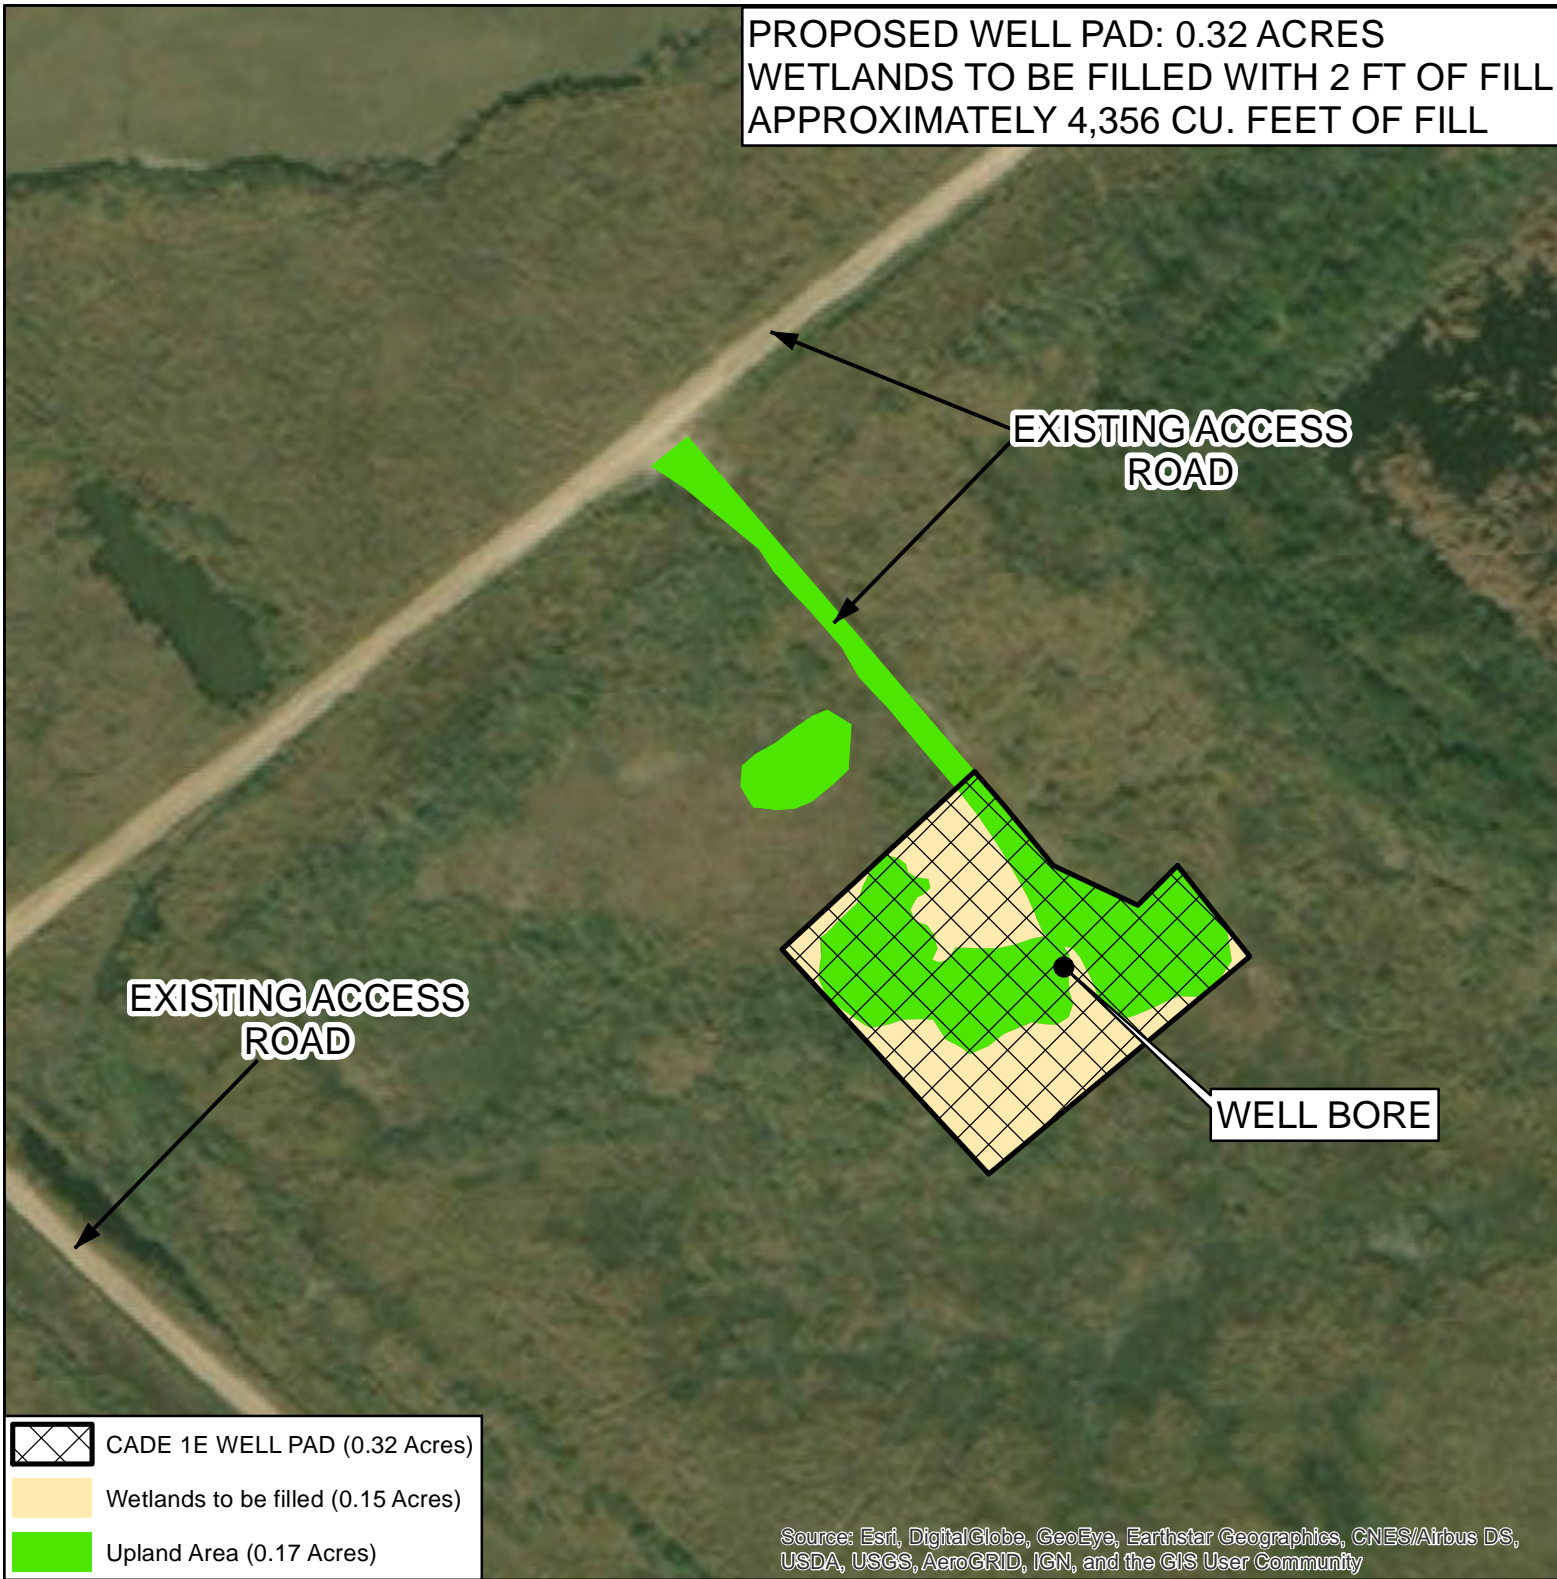 PROPOSED WELL PAD: 0.32 ACRES
WETLANDS TO BE FILLED WITH 2 FT OF FILL
APPROXIMATELY 4,356 CU. FEET OF FILL
EXISTING ACCESS
ROAD
EXISTING ACCESS
ROAD
WELL BORE
CADE 1E WELL PAD (0.32 Acres)
Wetlands to be filled (0.15 Acres)
Upland Area (0.17 Acres)
Source: Esri, DigitalGlobe, GeoEye, Earthstar Geographics, CNES/Airbus DS,
USDA, USGS, AeroGRID, IGN, and the GIS User Community